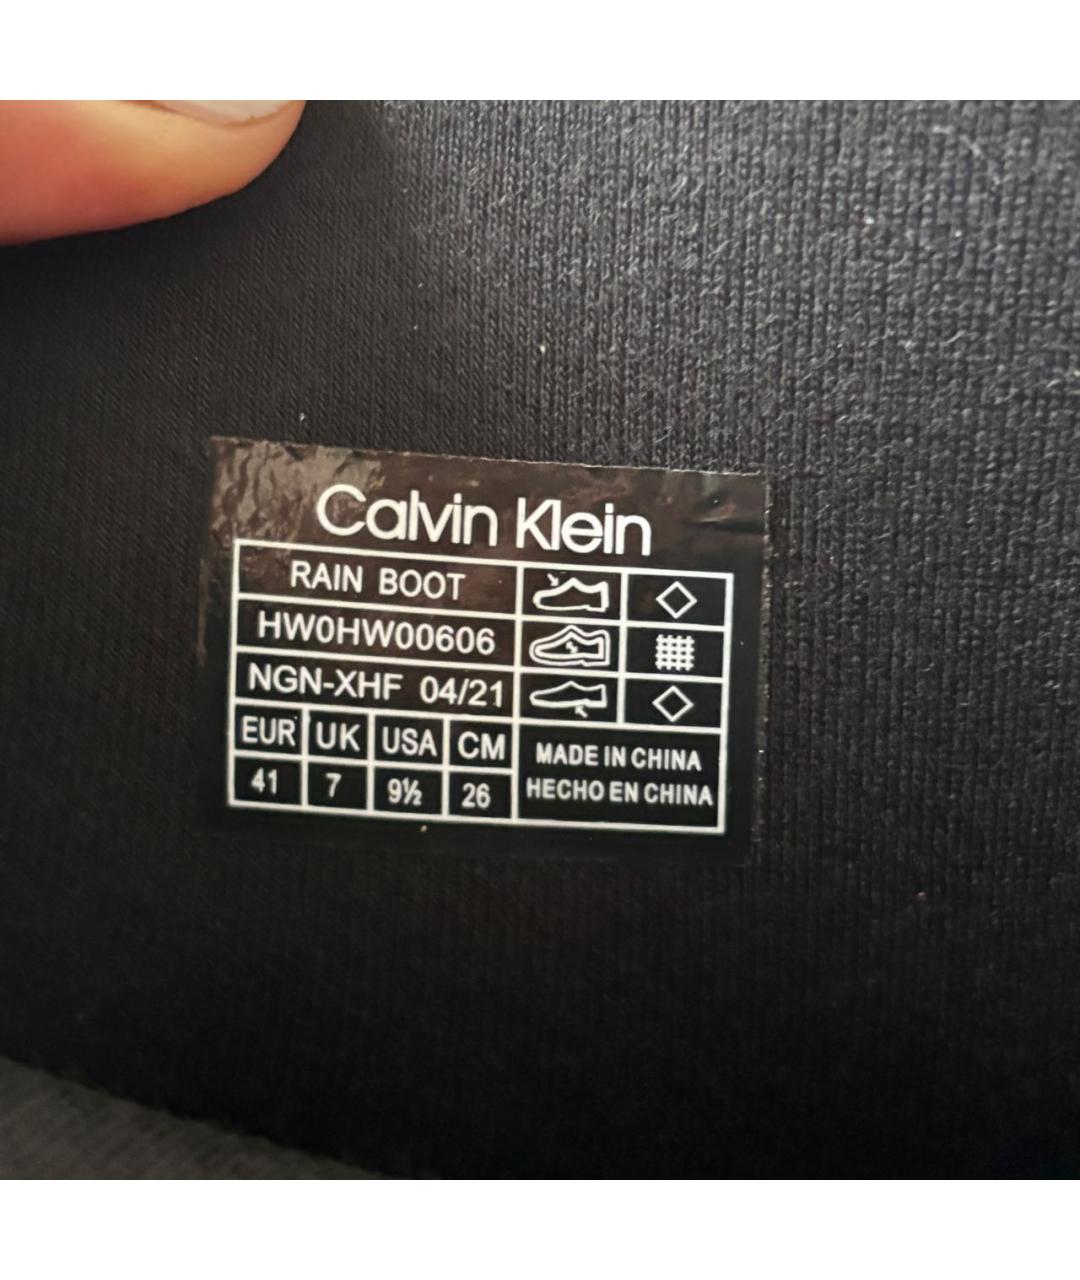 Calvin Klein
RAIN BOOT
HW0HW00606
NGN-XHF 04/21
EUR UK USA CM
41 7 9½ 26
MADE IN CHINA
HECHO EN CHINA